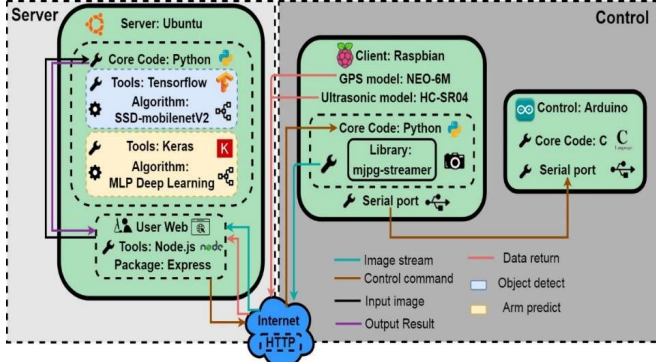 Server
Control
Server: Ubuntu
Core Code: Python
Tools: Tensorflow
Algorithm:
SSD-mobilenetV2
Tools: Keras
K
Algorithm:
MLP Deep Learning
User Web
Tools: Node.js
node
Package: Express
Client: Raspbian
GPS model: NEO-6M
Ultrasonic model: HC-SR04
Core Code: Python
Library:
mjpg-streamer
Serial port
Control: Arduino
Core Code: C
C
Language
Serial port
Internet
HTTP
Image stream
Control command
Input image
Output Result
Data return
Object detect
Arm predict